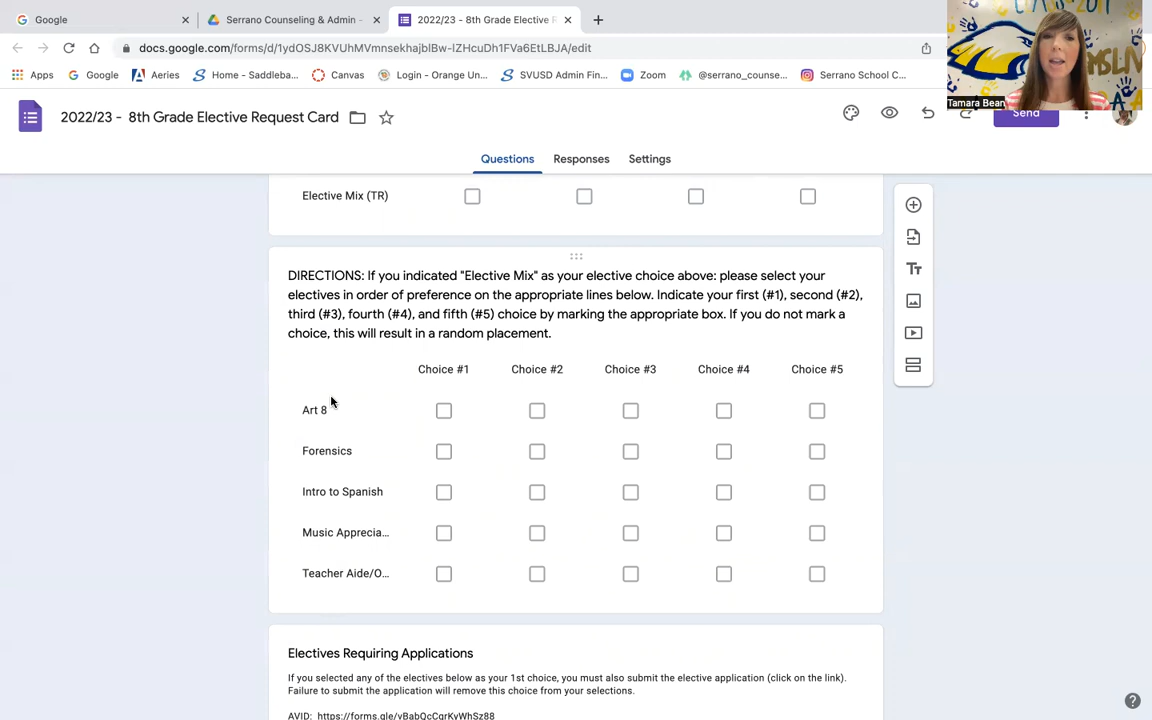 Google
Serrano Counseling & Admin -
2022/23 - 8th Grade Elective R
docs.google.com/forms/d/1ydOSJ8KVUhMVmnsekhajblBw-IZHcuDh1FVa6EtLBJA/edit
Apps
Google
Aeries
Home - Saddleba...
Canvas
Login - Orange Un...
SVUSD Admin Fin...
Zoom
@serrano_counse...
Serrano School C...
Tamara Bean
2022/23 - 8th Grade Elective Request Card
Send
Questions
Responses
Settings
Elective Mix (TR)
DIRECTIONS: If you indicated "Elective Mix" as your elective choice above: please select your
electives in order of preference on the appropriate lines below. Indicate your first (#1), second (#2),
third (#3), fourth (#4), and fifth (#5) choice by marking the appropriate box. If you do not mark a
choice, this will result in a random placement.
Choice #1 Choice #2 Choice #3 Choice #4 Choice #5
Art 8
Forensics
Intro to Spanish
Music Apprecia...
Teacher Aide/O...
Electives Requiring Applications
If you selected any of the electives below as your 1st choice, you must also submit the elective application (click on the link).
Failure to submit the application will remove this choice from your selections.
AVID: https://forms.gle/vBabQcCgrKyWhSz88